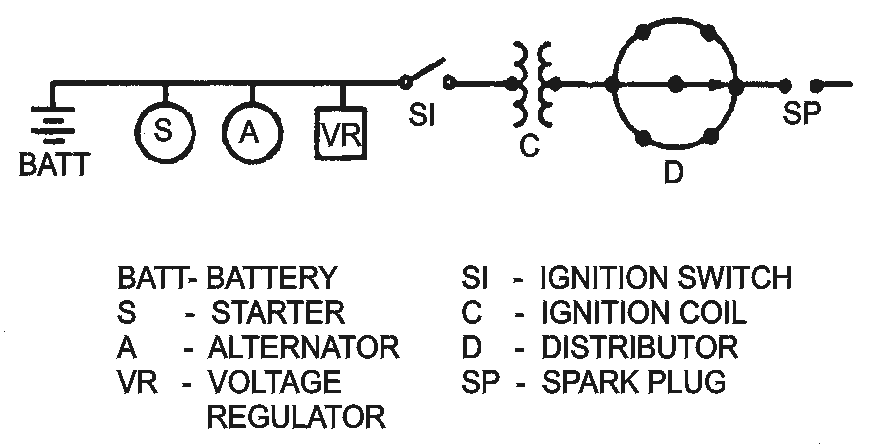 S A VR SI SP
BATT C D
BATT- BATTERY
S - STARTER
A - ALTERNATOR
VR - VOLTAGE
REGULATOR
SI - IGNITION SWITCH
C - IGNITION COIL
D - DISTRIBUTOR
SP - SPARK PLUG